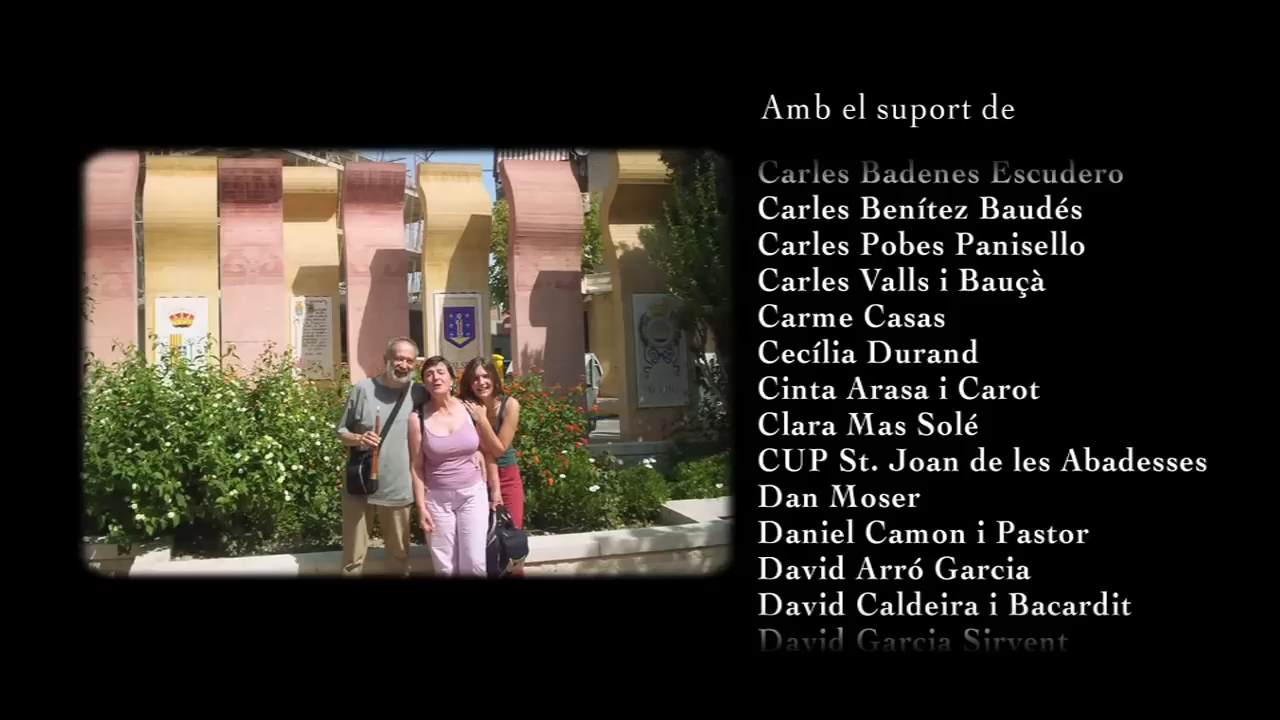 Amb el suport de
Carles Badenes Escudero
Carles Benítez Baudés
Carles Pobes Panisello
Carles Valls i Bauçà
Carme Casas
Cecília Durand
Cinta Arasa i Carot
Clara Mas Solé
CUP St. Joan de les Abadesses
Dan Moser
Daniel Camon i Pastor
David Arró Garcia
David Caldeira i Bacardit
David Garcia Sirvent